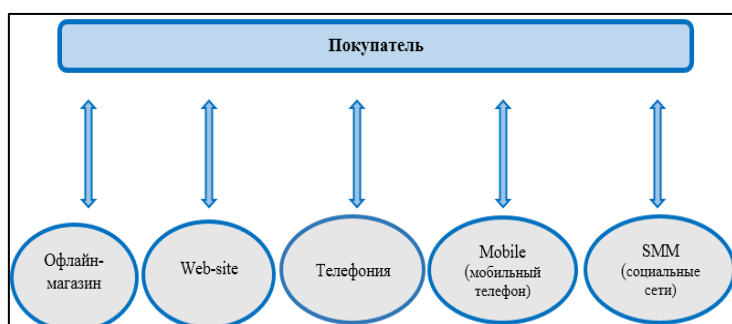 Покупатель
Офлайн-
магазин
Web-site
Телефония
Mobile
(мобильный
телефон)
SMM
(социальные
сети)